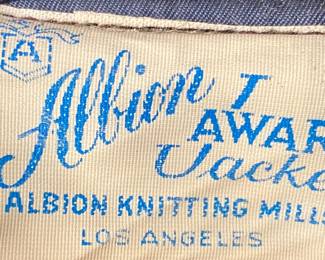 A
Albion T
AWAR
Jacke
ALBION KNITTING MILLS
LOS ANGELES